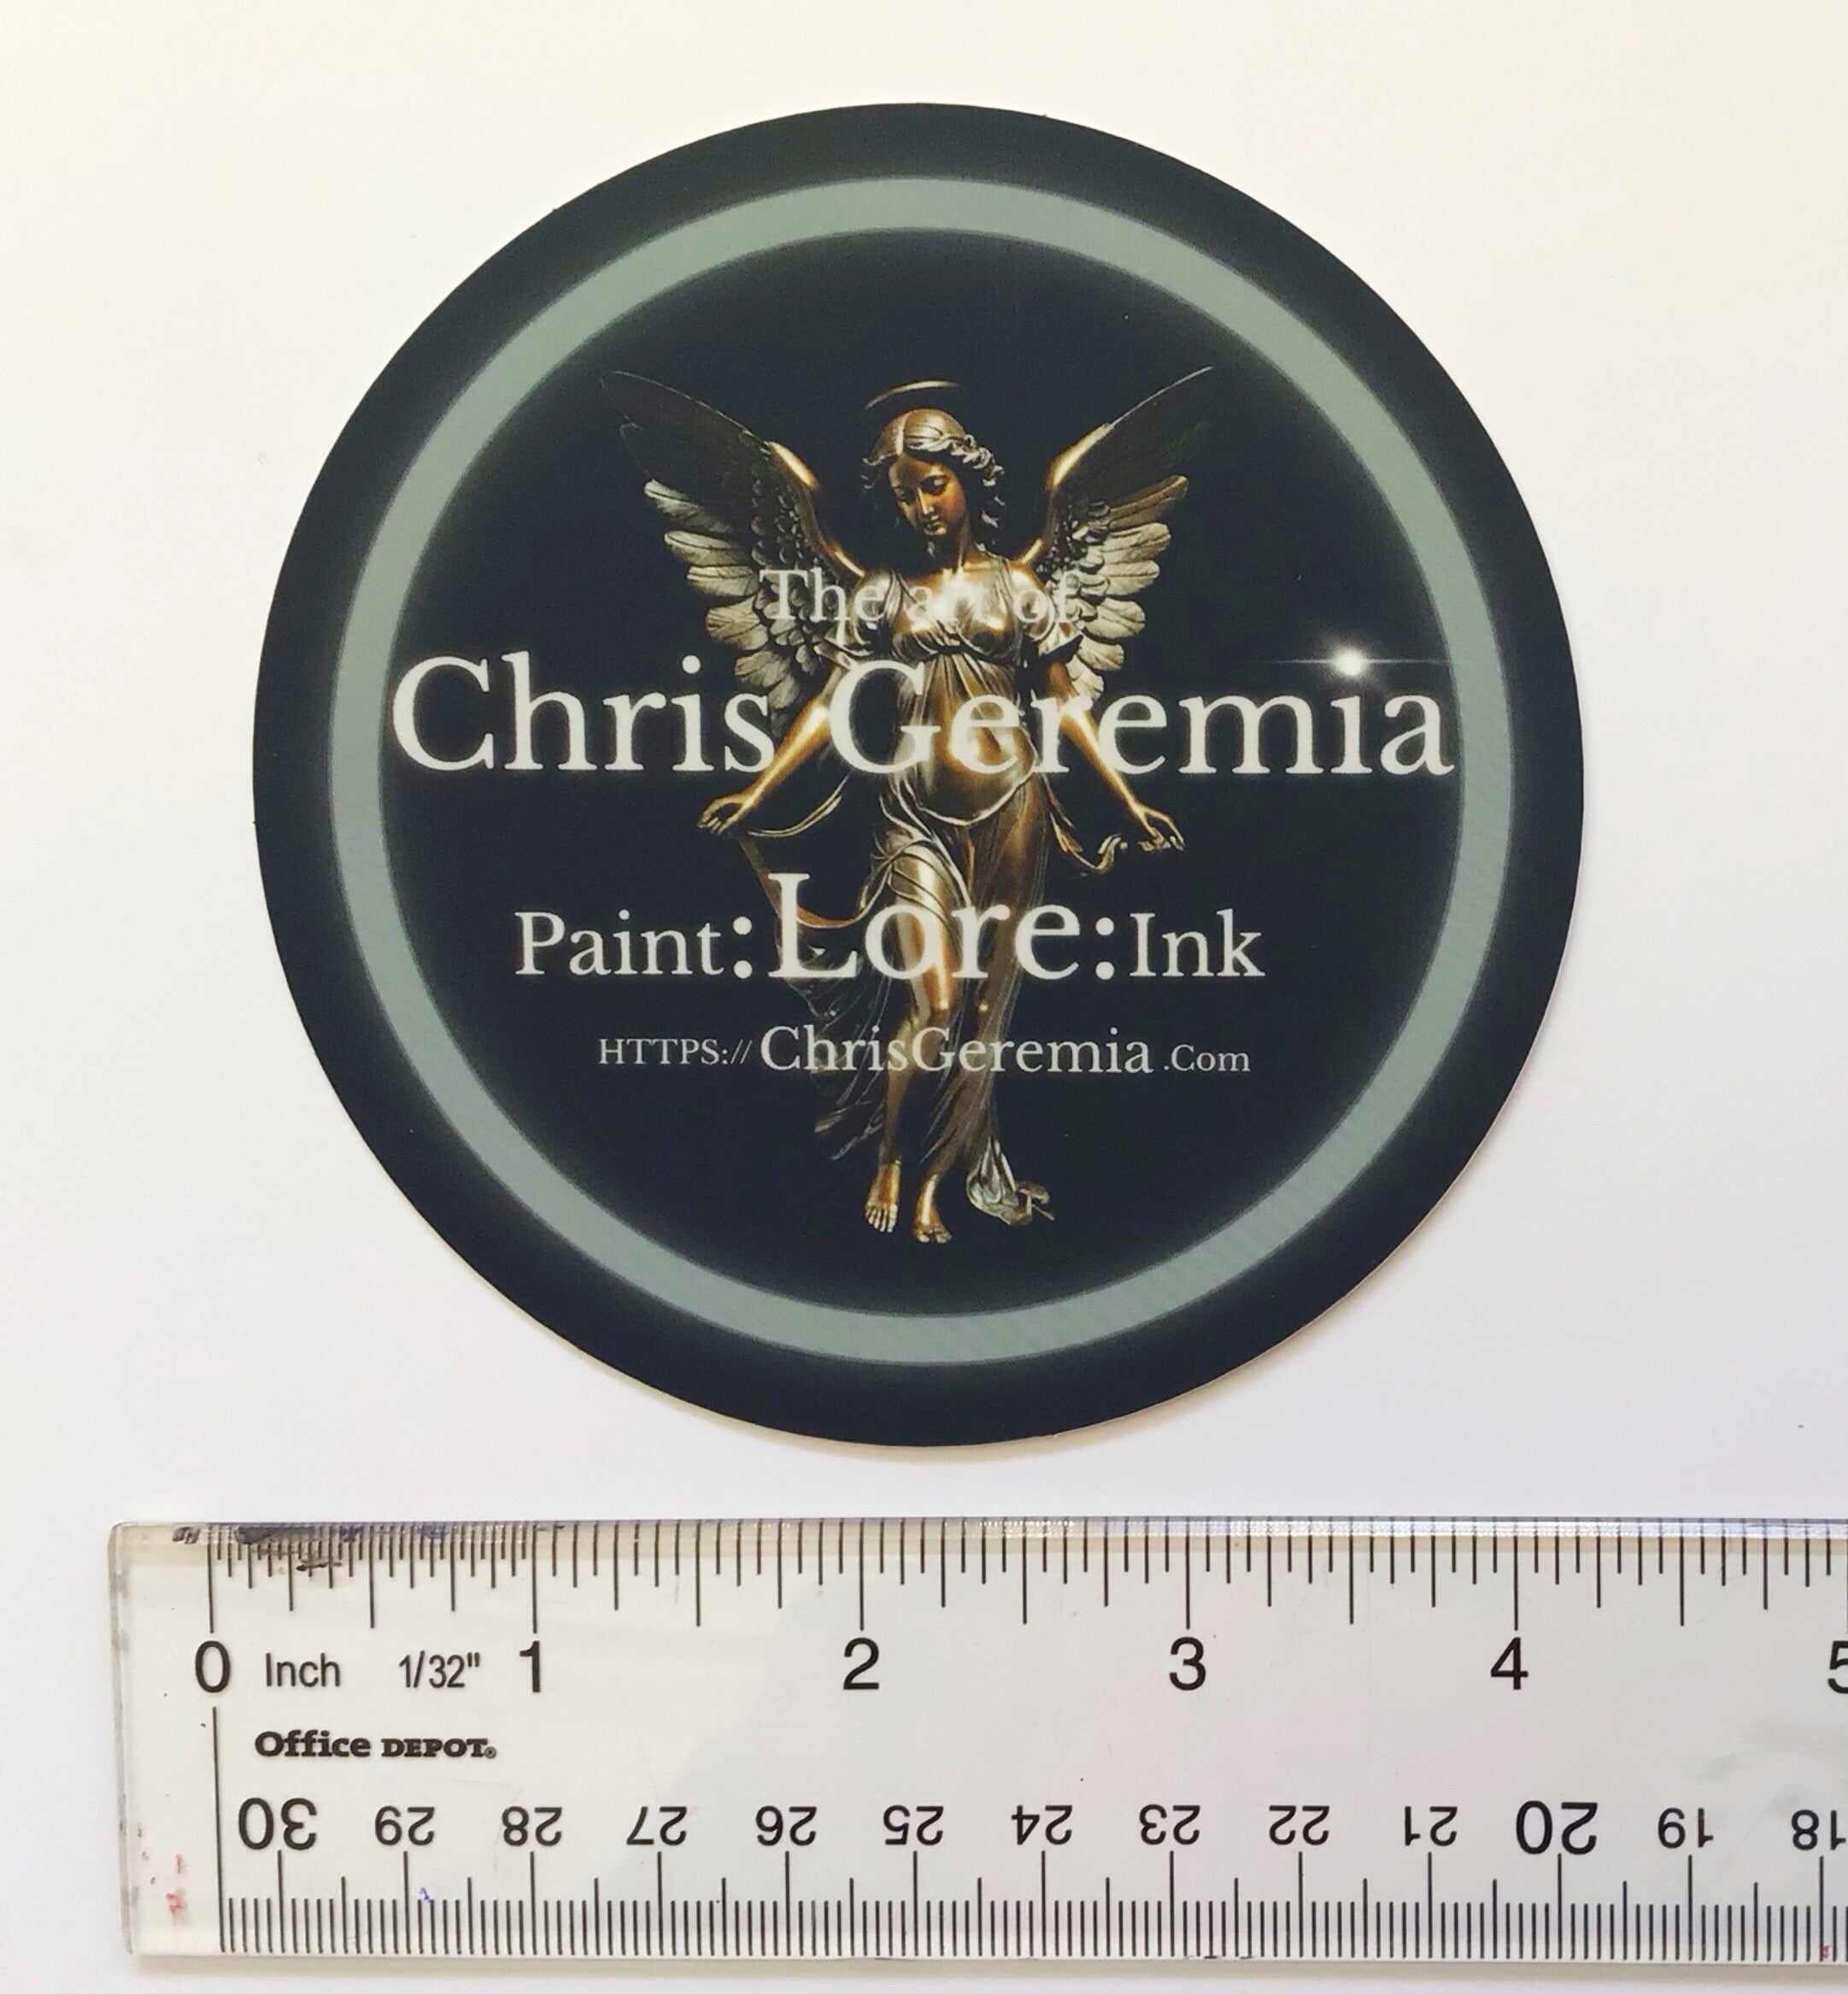 The art of
Chris Geremia
Paint:Lore:Ink
HTTPS://ChrisGeremia.Com
0 Inch 1/32" 1 2 3 4 5
Office DEPOT®
30 29 28 27 26 25 24 23 22 21 20 19 18